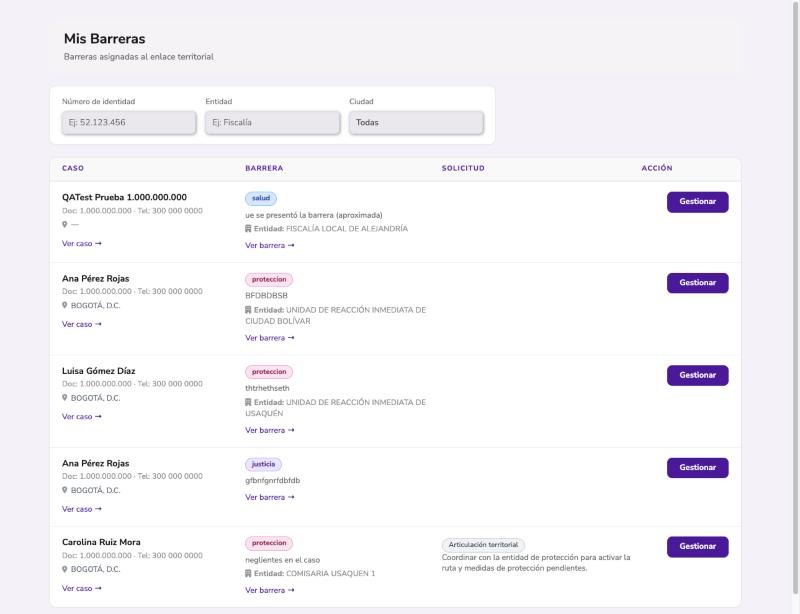 Mis Barreras
Barreras asignadas al enlace territorial
Número de identidad
Entidad
Ciudad
Ej: 52.123.456
Ej: Fiscalía
Todas
CASO
BARRERA
SOLICITUD
ACCIÓN
QATest Prueba 1.000.000.000
Doc: 1.000.000.000 · Tel: 300 000 0000
—
Ver caso →
salud
ue se presentó la barrera (aproximada)
Entidad: FISCALÍA LOCAL DE ALEJANDRÍA
Ver barrera →
Gestionar
Ana Pérez Rojas
Doc: 1.000.000.000 · Tel: 300 000 0000
BOGOTÁ, D.C.
Ver caso →
proteccion
BFDBDBSB
Entidad: UNIDAD DE REACCIÓN INMEDIATA DE
CIUDAD BOLÍVAR
Ver barrera →
Gestionar
Luisa Gómez Díaz
Doc: 1.000.000.000 · Tel: 300 000 0000
BOGOTÁ, D.C.
Ver caso →
proteccion
thtrhethseth
Entidad: UNIDAD DE REACCIÓN INMEDIATA DE
USAQUÉN
Ver barrera →
Gestionar
Ana Pérez Rojas
Doc: 1.000.000.000 · Tel: 300 000 0000
BOGOTÁ, D.C.
Ver caso →
justicia
gfbnfgnrfdbfdb
Ver barrera →
Gestionar
Carolina Ruiz Mora
Doc: 1.000.000.000 · Tel: 300 000 0000
BOGOTÁ, D.C.
Ver caso →
proteccion
neglientes en el caso
Entidad: COMISARIA USAQUEN 1
Ver barrera →
Articulación territorial
Coordinar con la entidad de protección para activar la
ruta y medidas de protección pendientes.
Gestionar